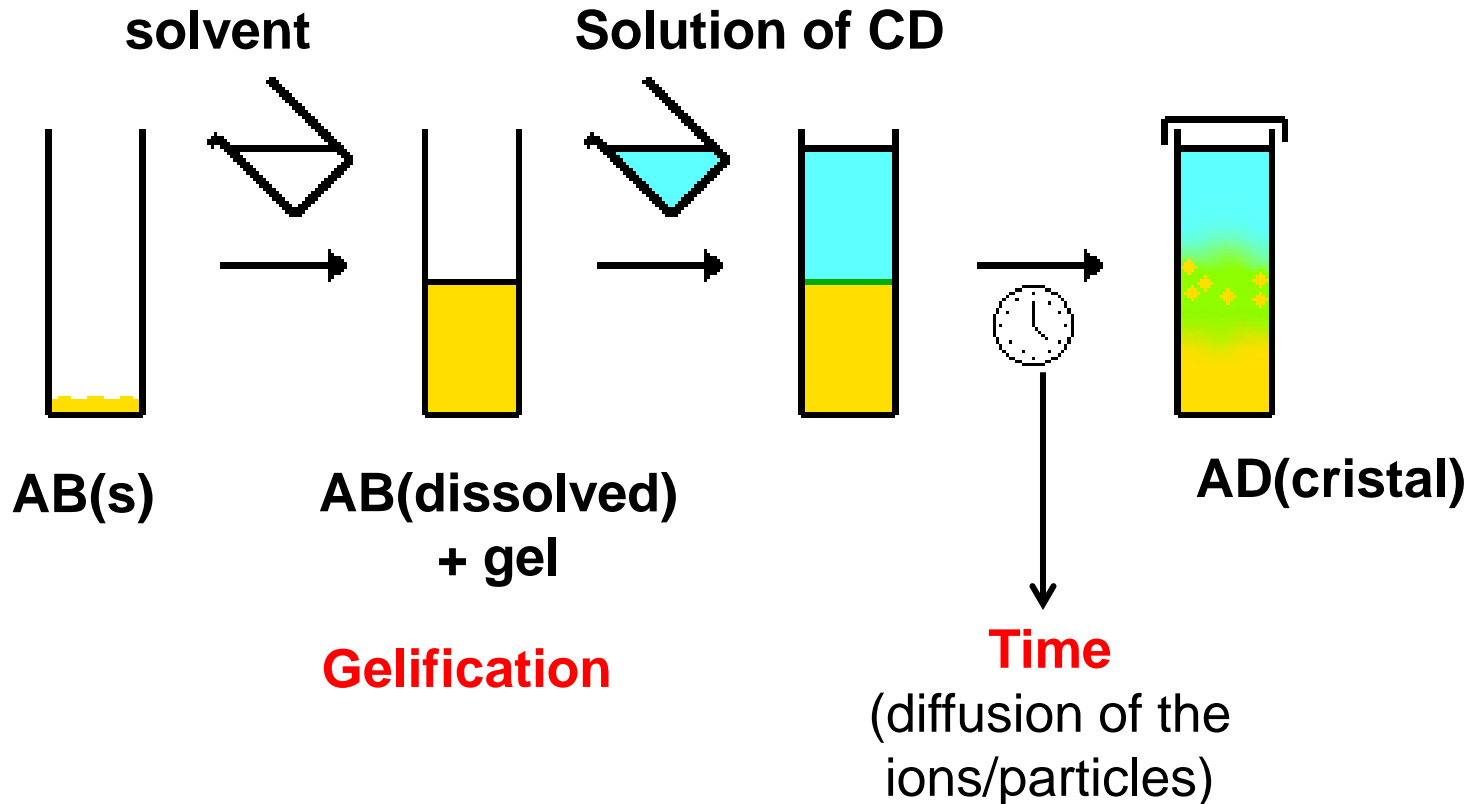 solvent
Solution of CD
AB(s)
AB(dissolved)
+ gel
AD(cristal)
Gelification
Time
(diffusion of the
ions/particles)